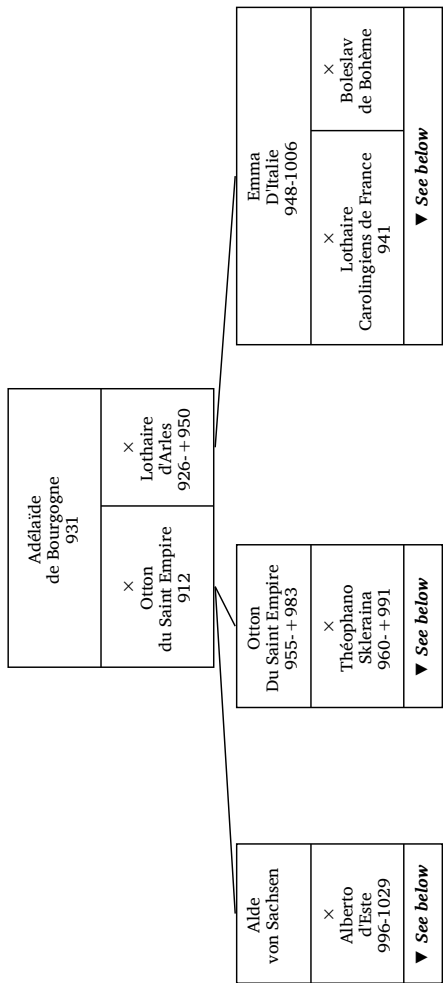 Adélaïde
de Bourgogne
931
×
Otton
du Saint Empire
912
×
Lothaire
d'Arles
926-+950
Alde
von Sachsen
×
Alberto
d'Este
996-1029
▼ See below
Otton
Du Saint Empire
955-+983
×
Théophano
Skleraina
960-+991
▼ See below
Emma
D'Italie
948-1006
×
Lothaire
Carolingiens de France
941
×
Boleslav
de Bohème
▼ See below